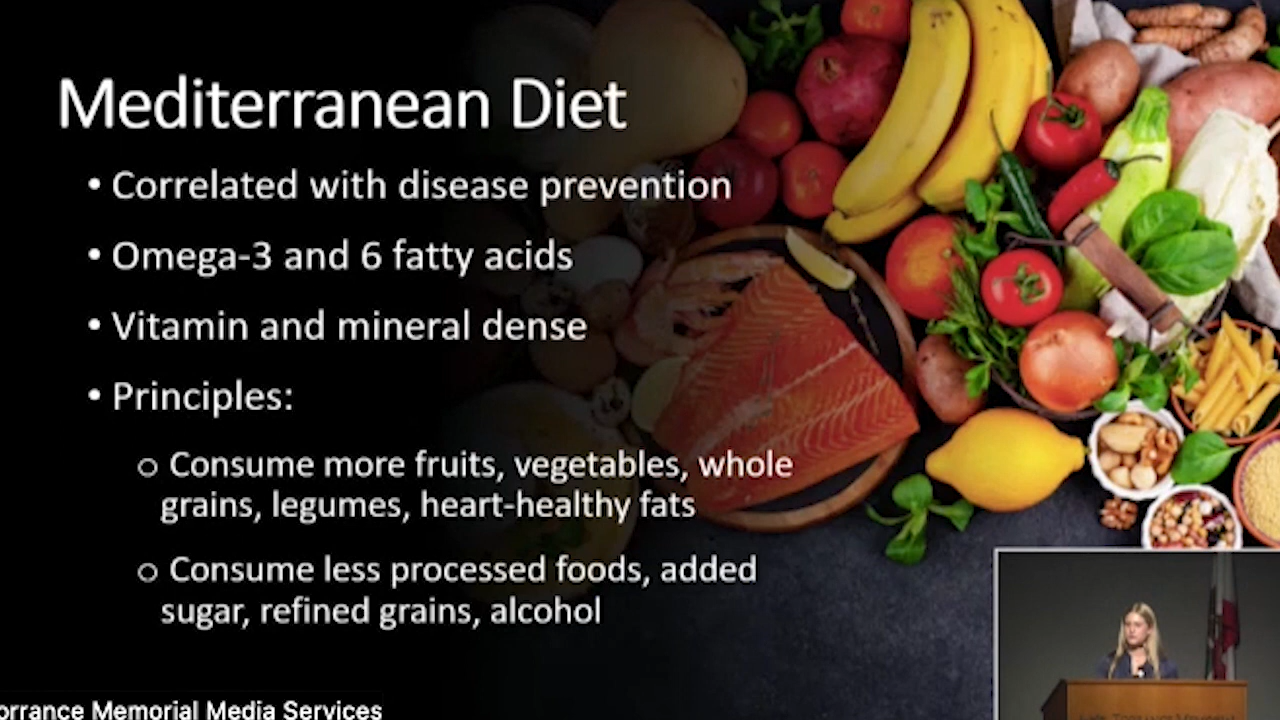 Mediterranean Diet
• Correlated with disease prevention
• Omega-3 and 6 fatty acids
• Vitamin and mineral dense
• Principles:
o Consume more fruits, vegetables, whole
grains, legumes, heart-healthy fats
o Consume less processed foods, added
sugar, refined grains, alcohol
orrance Memorial Media Services